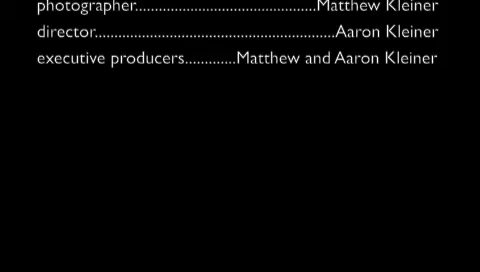 photographer..............................................Matthew Kleiner
director.............................................................Aaron Kleiner
executive producers.............Matthew and Aaron Kleiner